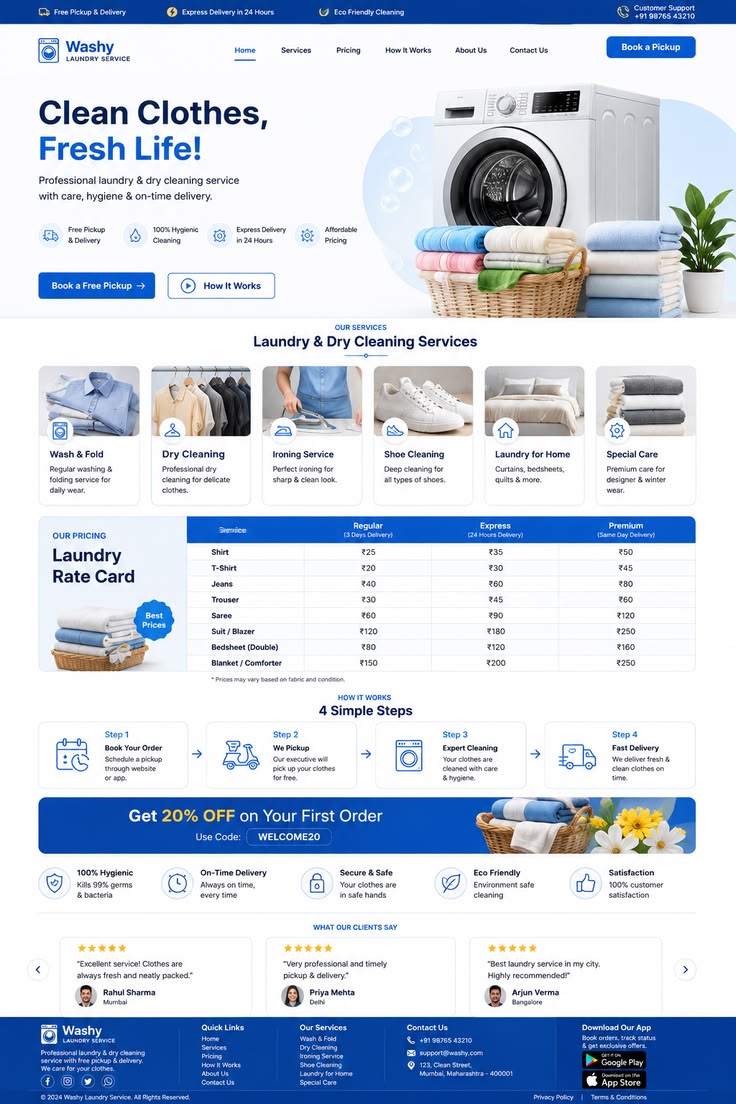 Free Pickup & Delivery
Express Delivery in 24 Hours
Eco Friendly Cleaning
Customer Support
+91 98765 43210
Washy
LAUNDRY SERVICE
Home
Services
Pricing
How It Works
About Us
Contact Us
Book a Pickup
Clean Clothes,
Fresh Life!
Professional laundry & dry cleaning service
with care, hygiene & on-time delivery.
Free Pickup
& Delivery
100% Hygienic
Cleaning
Express Delivery
in 24 Hours
Affordable
Pricing
Book a Free Pickup →
How It Works
OUR SERVICES
Laundry & Dry Cleaning Services
Wash & Fold
Regular washing &
folding service for
daily wear.
Dry Cleaning
Professional dry
cleaning for delicate
clothes.
Ironing Service
Perfect ironing for
sharp & clean look.
Shoe Cleaning
Deep cleaning for
all types of shoes.
Laundry for Home
Curtains, bedsheets,
quilts & more.
Special Care
Premium care for
designer & winter
wear.
OUR PRICING
Laundry
Rate Card
Best
Prices
Service Regular Express Premium
(3 Days Delivery) (24 Hours Delivery) (Same Day Delivery)
Shirt ₹25 ₹35 ₹50
T-Shirt ₹20 ₹30 ₹45
Jeans ₹40 ₹60 ₹80
Trouser ₹30 ₹45 ₹60
Saree ₹60 ₹90 ₹120
Suit / Blazer ₹120 ₹180 ₹250
Bedsheet (Double) ₹80 ₹120 ₹160
Blanket / Comforter ₹150 ₹200 ₹250
* Prices may vary based on fabric and condition.
HOW IT WORKS
4 Simple Steps
Step 1
Book Your Order
Schedule a pickup
through website
or app.
Step 2
We Pickup
Our executive will
pick up your clothes
for free.
Step 3
Expert Cleaning
Your clothes are
cleaned with care
& hygiene.
Step 4
Fast Delivery
We deliver fresh &
clean clothes on
time.
Get 20% OFF on Your First Order
Use Code: WELCOME20
100% Hygienic
Kills 99% germs
& bacteria
On-Time Delivery
Always on time,
every time
Secure & Safe
Your clothes are
in safe hands
Eco Friendly
Environment safe
cleaning
Satisfaction
100% customer
satisfaction
WHAT OUR CLIENTS SAY
"Excellent service! Clothes are
always fresh and neatly packed."
Rahul Sharma
Mumbai
"Very professional and timely
pickup & delivery."
Priya Mehta
Delhi
"Best laundry service in my city.
Highly recommended!"
Arjun Verma
Bangalore
Washy
LAUNDRY SERVICE
Professional laundry & dry cleaning
service with free pickup & delivery.
We care for your clothes.
Quick Links
Home
Services
Pricing
How It Works
About Us
Contact Us
Our Services
Wash & Fold
Dry Cleaning
Ironing Service
Shoe Cleaning
Laundry for Home
Special Care
Contact Us
+91 98765 43210
support@washy.com
123, Clean Street,
Mumbai, Maharashtra - 400001
Download Our App
Book orders, track status
& get exclusive offers.
GET IT ON
Google Play
Download on the
App Store
© 2024 Washy Laundry Service. All Rights Reserved.
Privacy Policy | Terms & Conditions